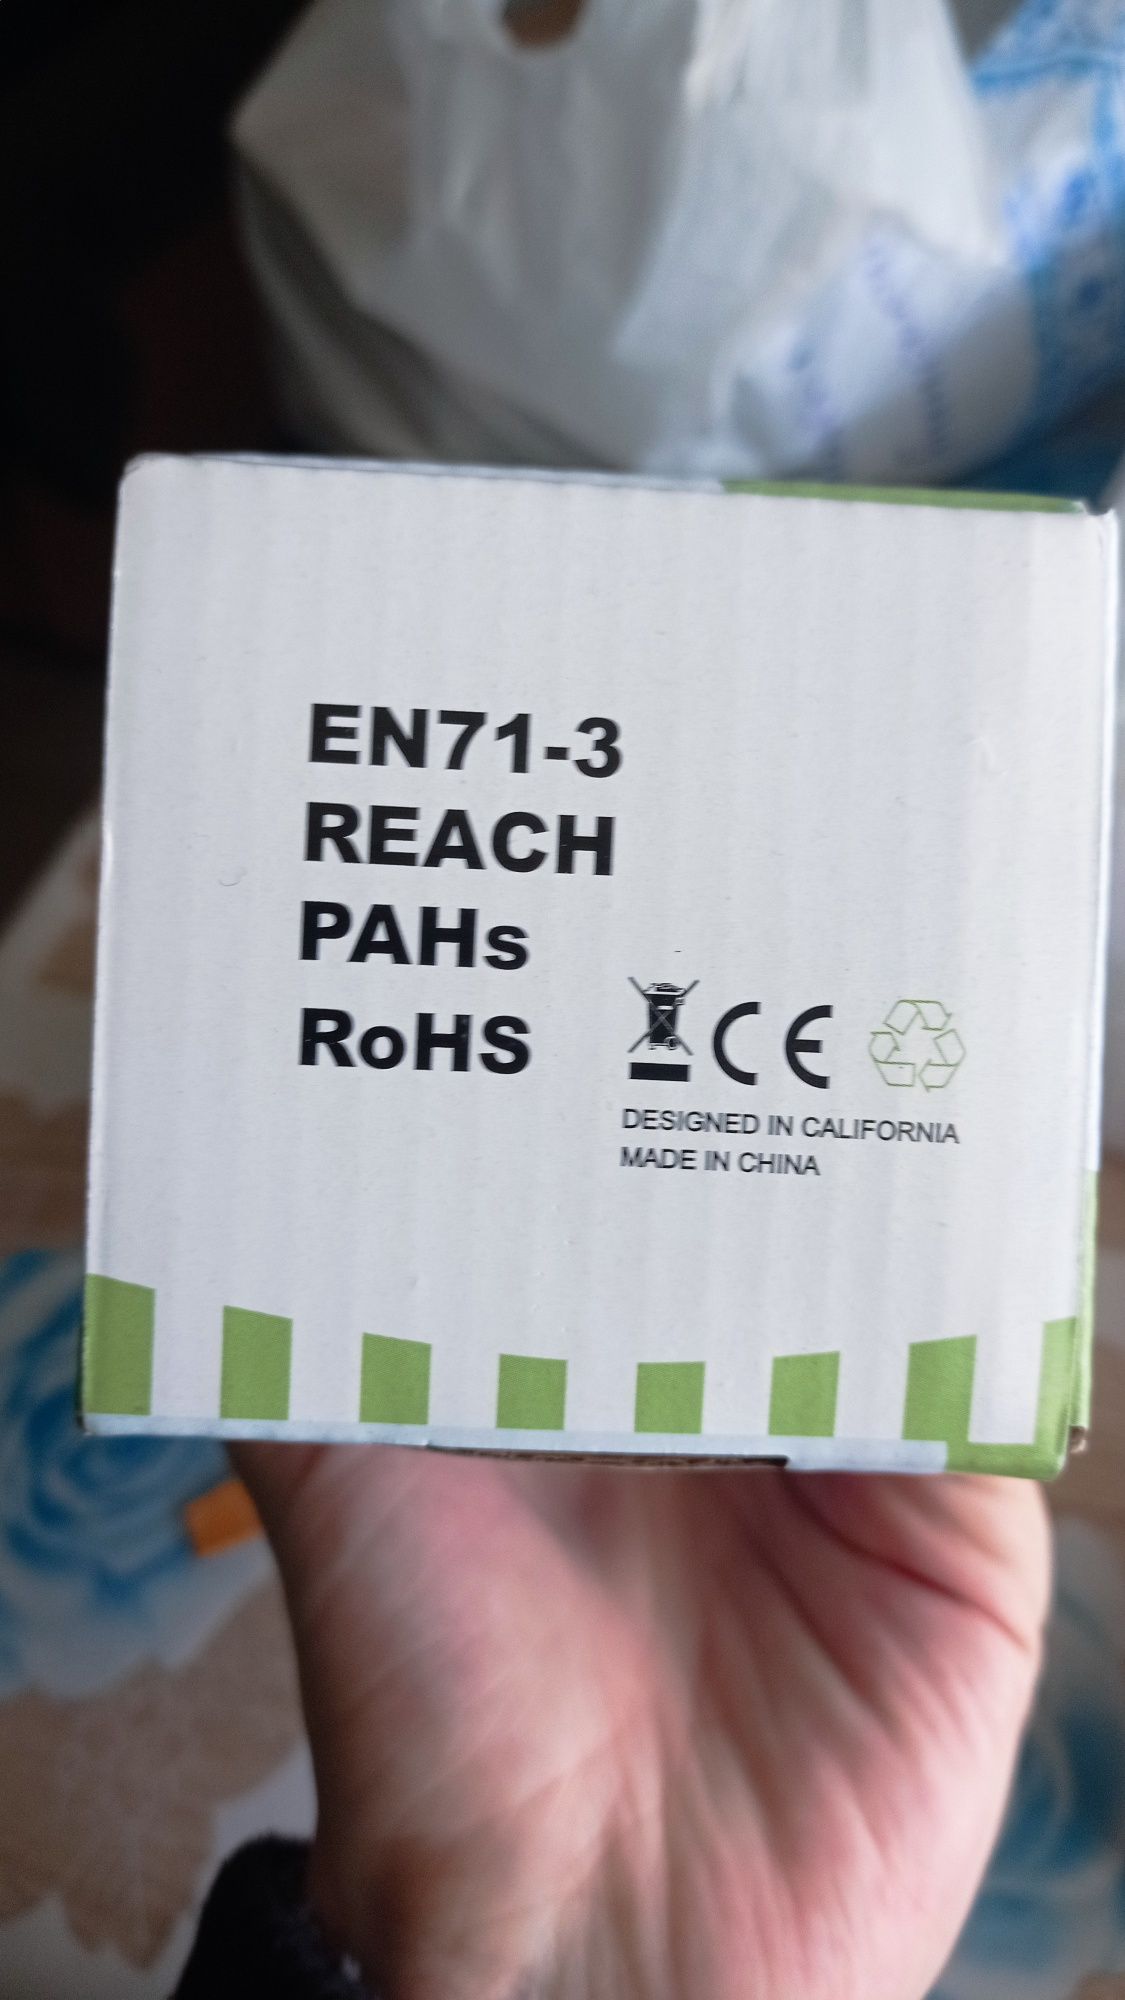 EN71-3
REACH
PAHs
RoHS
CE
DESIGNED IN CALIFORNIA
MADE IN CHINA